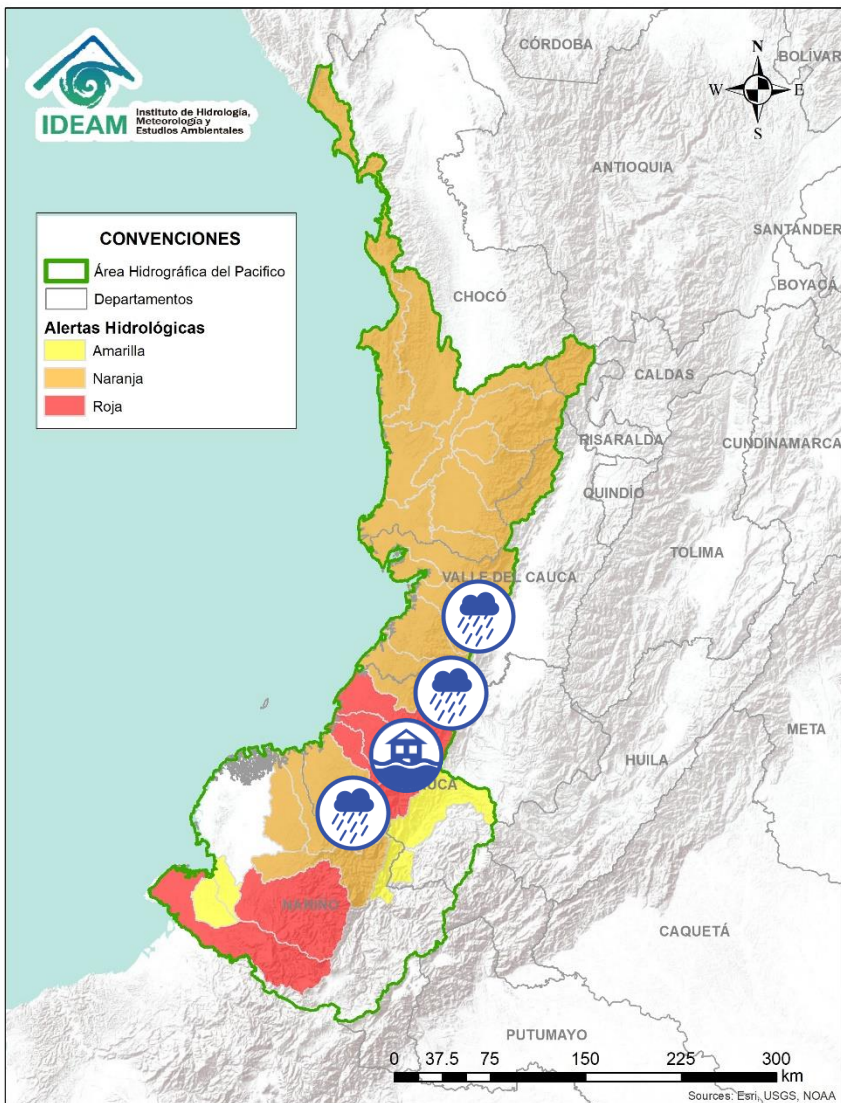 IDEAM
Instituto de Hidrología,
Meteorología y
Estudios Ambientales
CÓRDOBA
BOLÍVAR
N
W
E
S
ANTIOQUIA
SANTANDER
BOYACÁ
CONVENCIONES
Área Hidrográfica del Pacifico
Departamentos
Alertas Hidrológicas
Amarilla
Naranja
Roja
CHOCÓ
CALDAS
RISARALDA
CUNDINAMARCA
QUINDÍO
TOLIMA
VALLE DEL CAUCA
META
HUILA
UCA
NARIÑO
CAQUETÁ
PUTUMAYO
0 37.5 75 150 225 300
km
Sources: Esri, USGS, NOAA